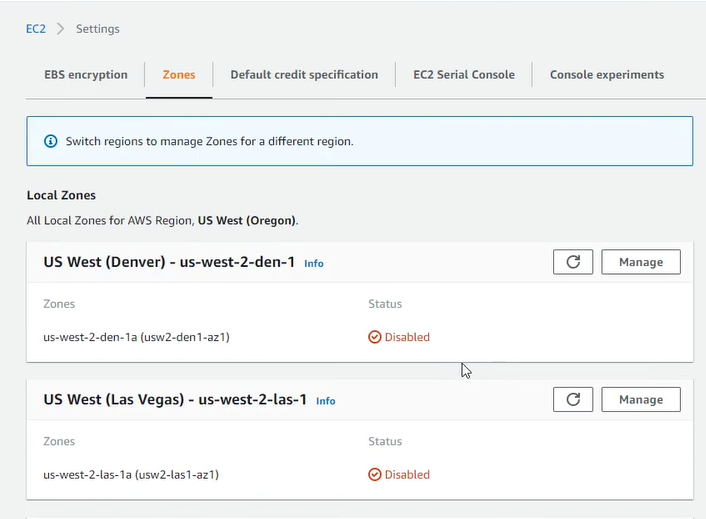 EC2 > Settings
EBS encryption Zones Default credit specification EC2 Serial Console Console experiments
Switch regions to manage Zones for a different region.
Local Zones
All Local Zones for AWS Region, US West (Oregon).
US West (Denver) - us-west-2-den-1 Info Manage
Zones Status
us-west-2-den-1a (usw2-den1-az1) Disabled
US West (Las Vegas) - us-west-2-las-1 Info Manage
Zones Status
us-west-2-las-1a (usw2-las1-az1) Disabled